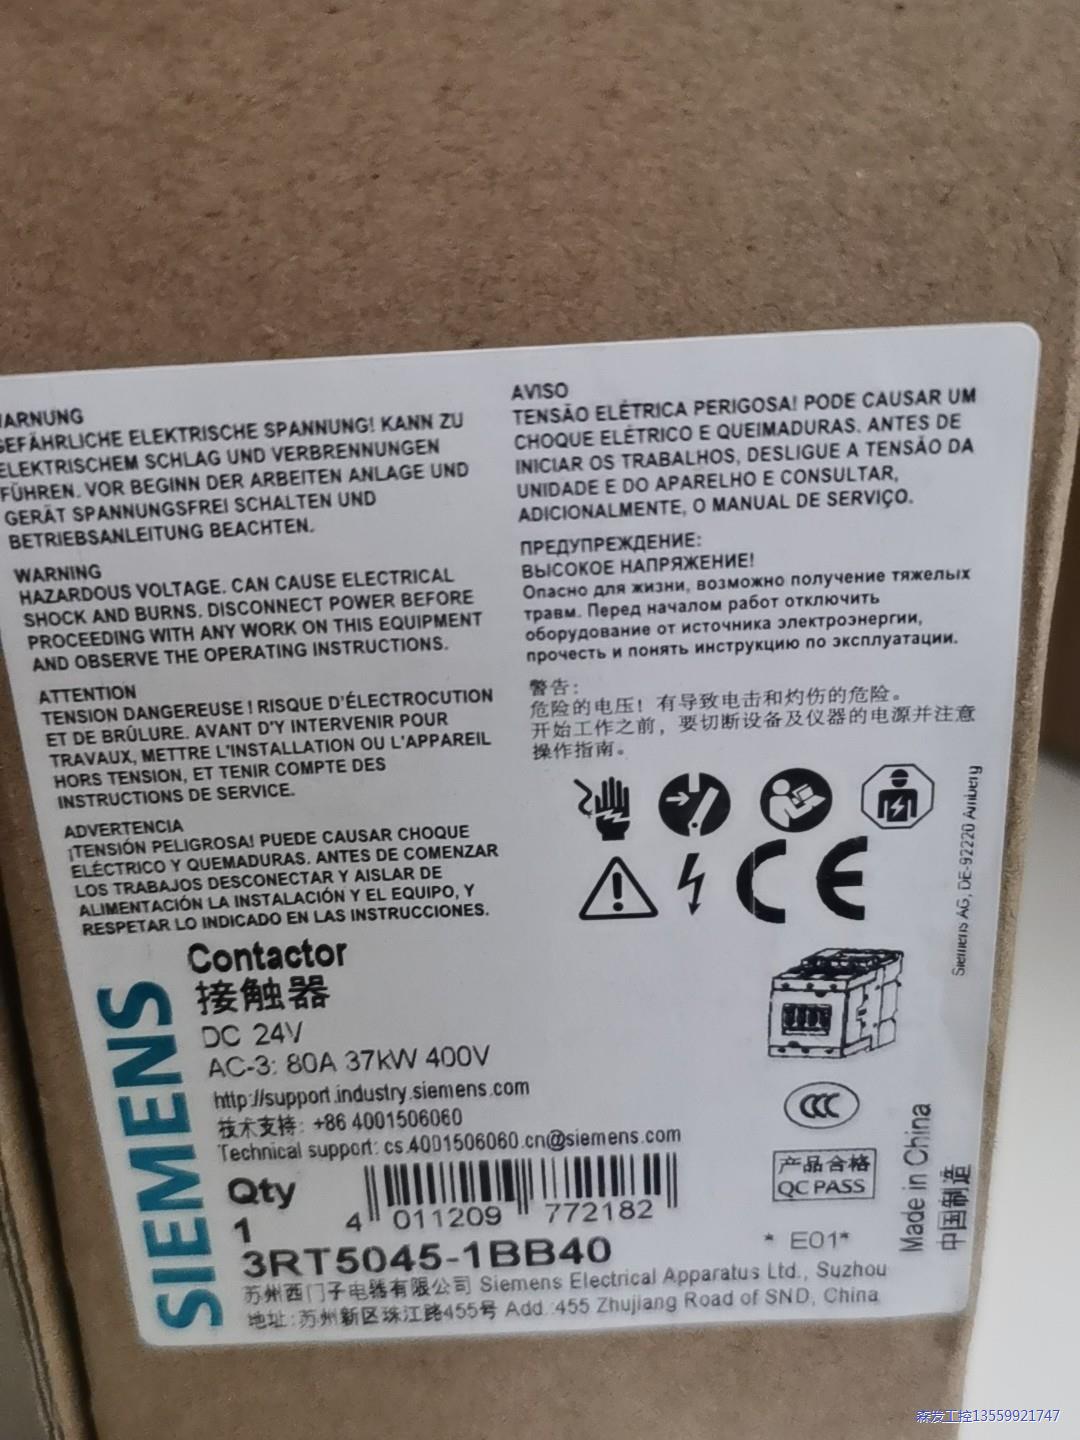 WARNUNG
GEFÄHRLICHE ELEKTRISCHE SPANNUNG! KANN ZU
ELEKTRISCHEM SCHLAG UND VERBRENNUNGEN
FÜHREN. VOR BEGINN DER ARBEITEN ANLAGE UND
GERÄT SPANNUNGSFREI SCHALTEN UND
BETRIEBSANLEITUNG BEACHTEN.
WARNING
HAZARDOUS VOLTAGE. CAN CAUSE ELECTRICAL
SHOCK AND BURNS. DISCONNECT POWER BEFORE
PROCEEDING WITH ANY WORK ON THIS EQUIPMENT
AND OBSERVE THE OPERATING INSTRUCTIONS.
ATTENTION
TENSION DANGEREUSE ! RISQUE D'ÉLECTROCUTION
ET DE BRÛLURE. AVANT D'Y INTERVENIR POUR
TRAVAUX, METTRE L'INSTALLATION OU L'APPAREIL
HORS TENSION, ET TENIR COMPTE DES
INSTRUCTIONS DE SERVICE.
ADVERTENCIA
¡TENSIÓN PELIGROSA! PUEDE CAUSAR CHOQUE
ELÉCTRICO Y QUEMADURAS. ANTES DE COMENZAR
LOS TRABAJOS DESCONECTAR Y AISLAR DE
ALIMENTACIÓN LA INSTALACIÓN Y EL EQUIPO, Y
RESPETAR LO INDICADO EN LAS INSTRUCCIONES.
AVISO
TENSÃO ELÉTRICA PERIGOSA! PODE CAUSAR UM
CHOQUE ELÉTRICO E QUEIMADURAS. ANTES DE
INICIAR OS TRABALHOS, DESLIGUE A TENSÃO DA
UNIDADE E DO APARELHO E CONSULTAR,
ADICIONALMENTE, O MANUAL DE SERVIÇO.
ПРЕДУПРЕЖДЕНИЕ:
ВЫСОКОЕ НАПРЯЖЕНИЕ!
Опасно для жизни, возможно получение тяжелых
травм. Перед началом работ отключить
оборудование от источника электроэнергии,
прочесть и понять инструкцию по эксплуатации.
警告:
危险的电压！有导致电击和灼伤的危险。
开始工作之前，要切断设备及仪器的电源并注意
操作指南。
CE
Siemens AG, DE-92220 Amberg
SIEMENS
Contactor
接触器
DC 24V
AC-3: 80A 37kW 400V
http://support.industry.siemens.com
技术支持: +86 4001506060
Technical support: cs.4001506060.cn@siemens.com
Qty
1
4 011209 772182
3RT5045-1BB40
苏州西门子电器有限公司 Siemens Electrical Apparatus Ltd., Suzhou
地址:苏州新区珠江路455号 Add.:455 Zhujiang Road of SND, China
CCC
产品合格
QC PASS
* E01*
Made in China
中国制造
森发工控13559921747